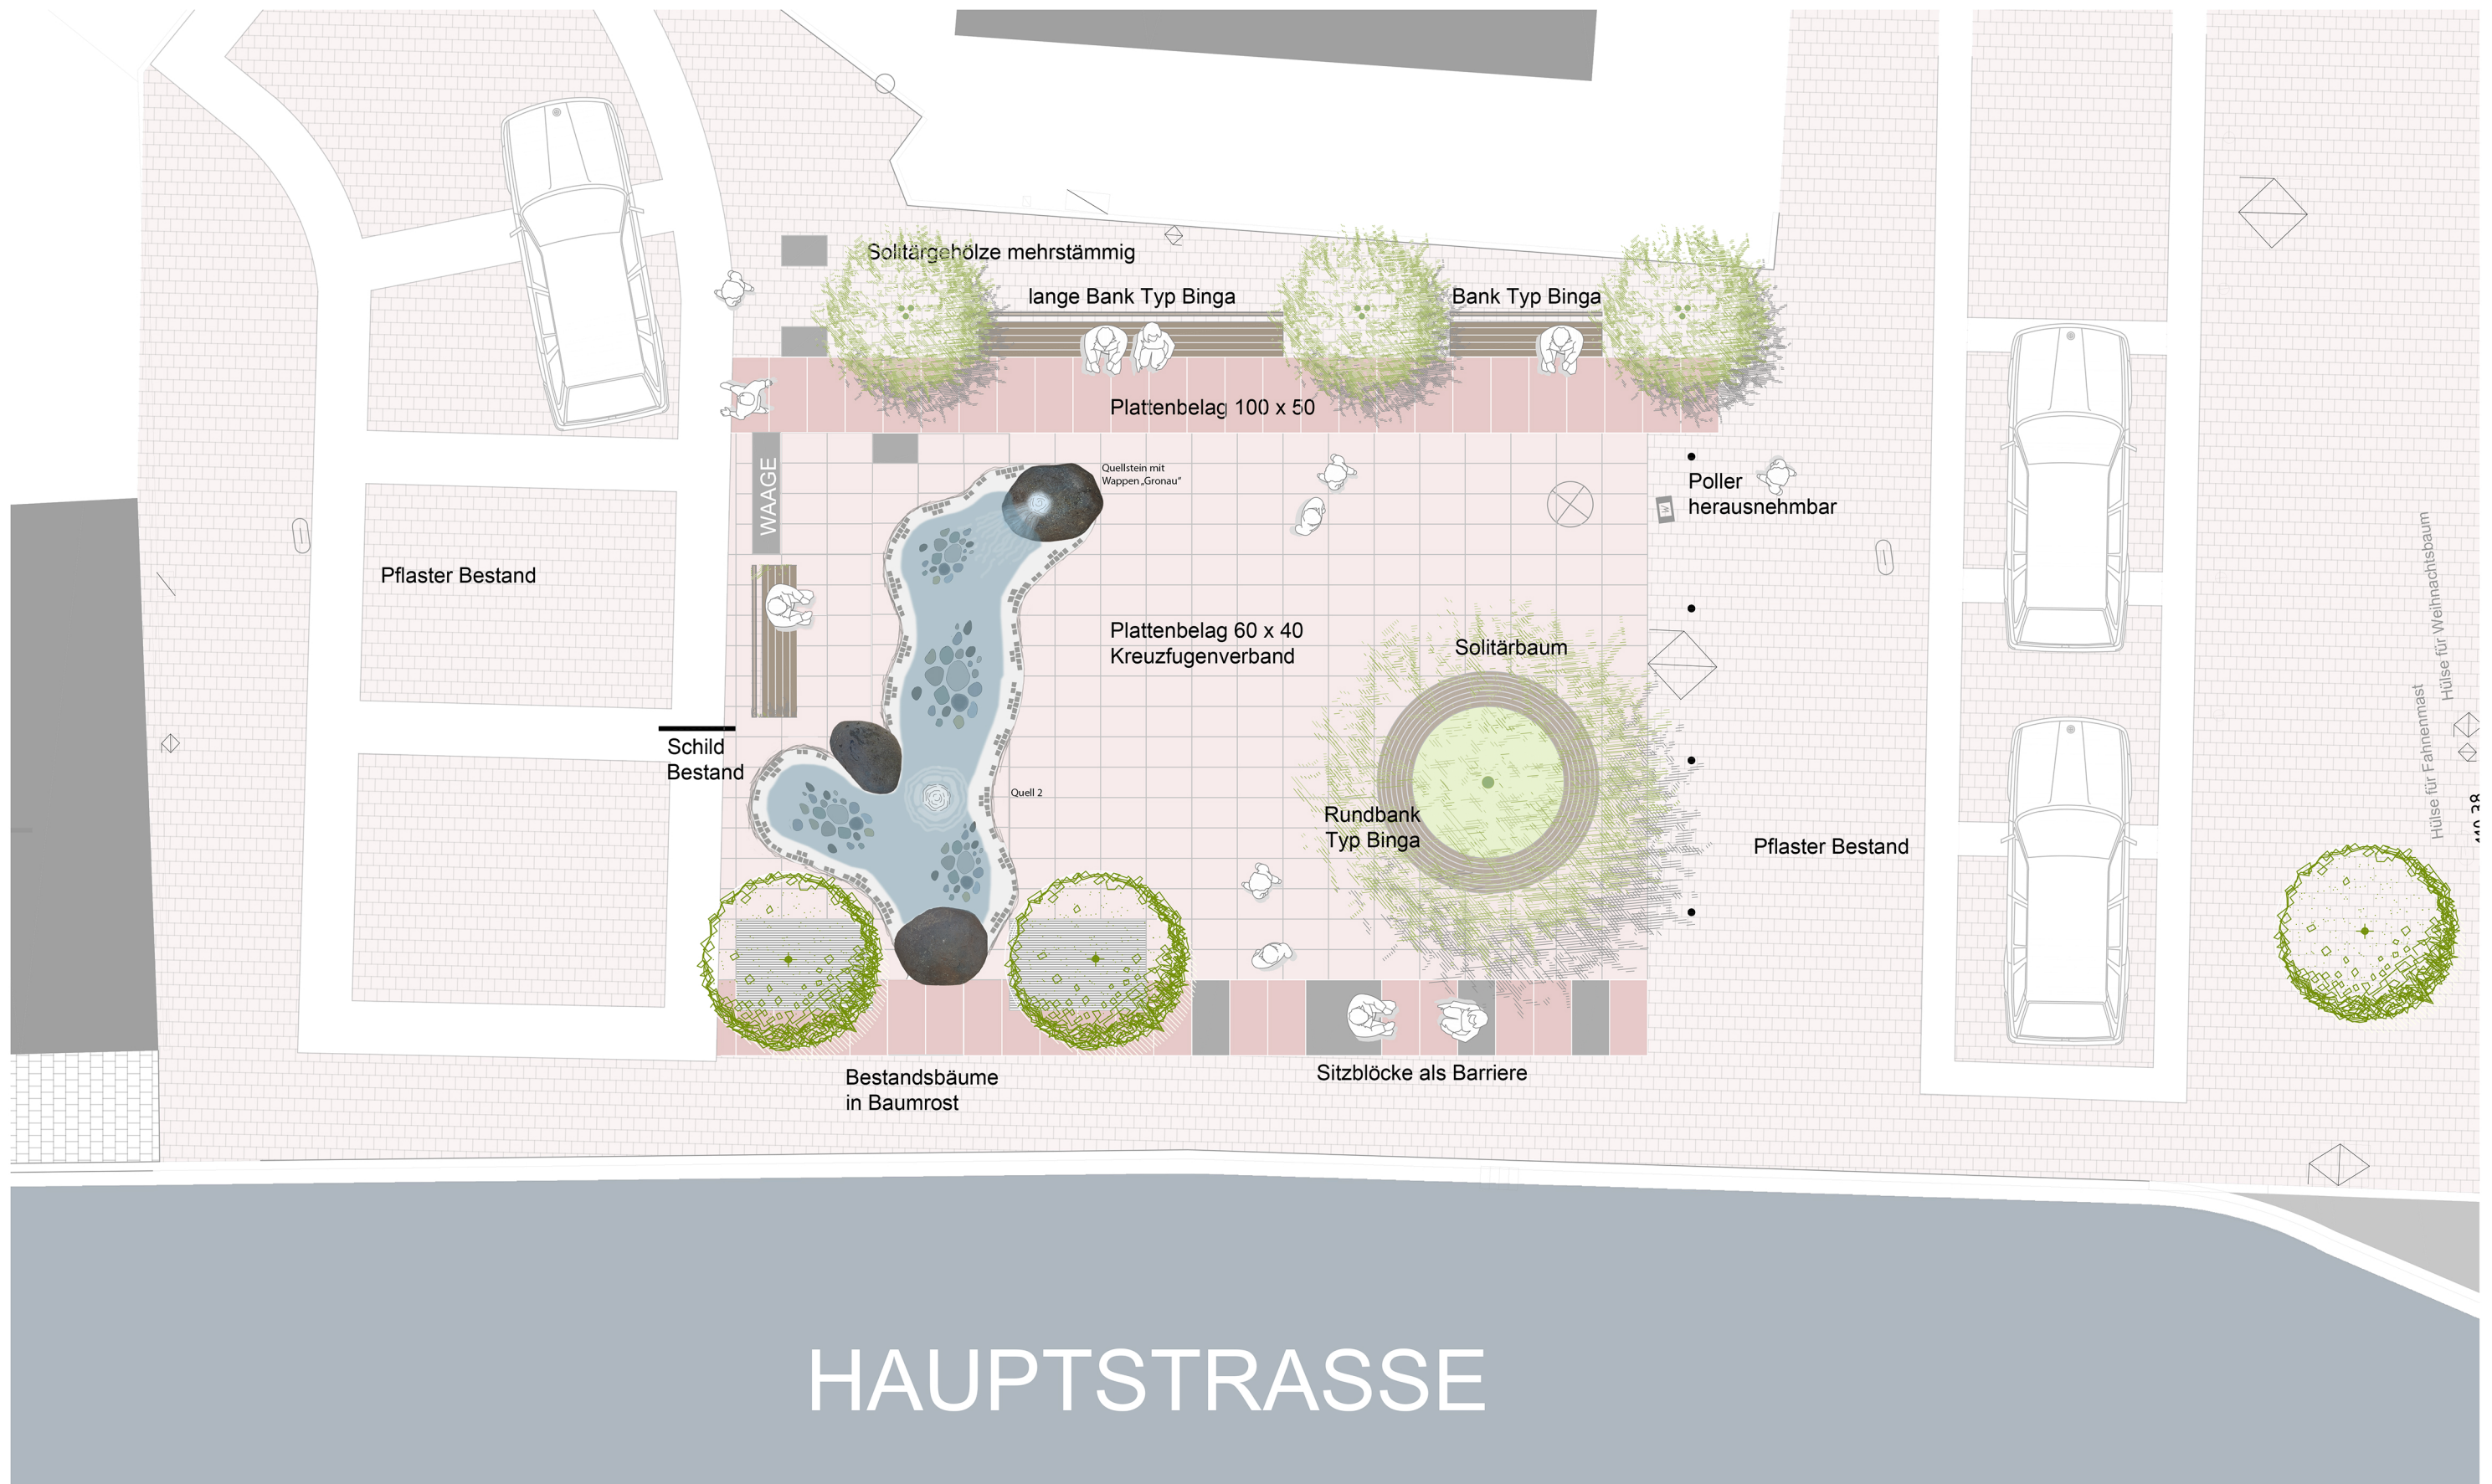 Solitärgehölze mehrstämmig
lange Bank Typ Binga
Bank Typ Binga
Plattenbelag 100 x 50
WAAGE
Quellstein mit
Wappen „Gronau“
Poller
herausnehmbar
Pflaster Bestand
Plattenbelag 60 x 40
Kreuzfugenverband
Solitärbaum
Schild
Bestand
Quell 2
Rundbank
Typ Binga
Pflaster Bestand
Hülse für Fahnenmast
Hülse für Weihnachtsbaum
Bestandsbäume
in Baumrost
Sitzblöcke als Barriere
HAUPTSTRASSE